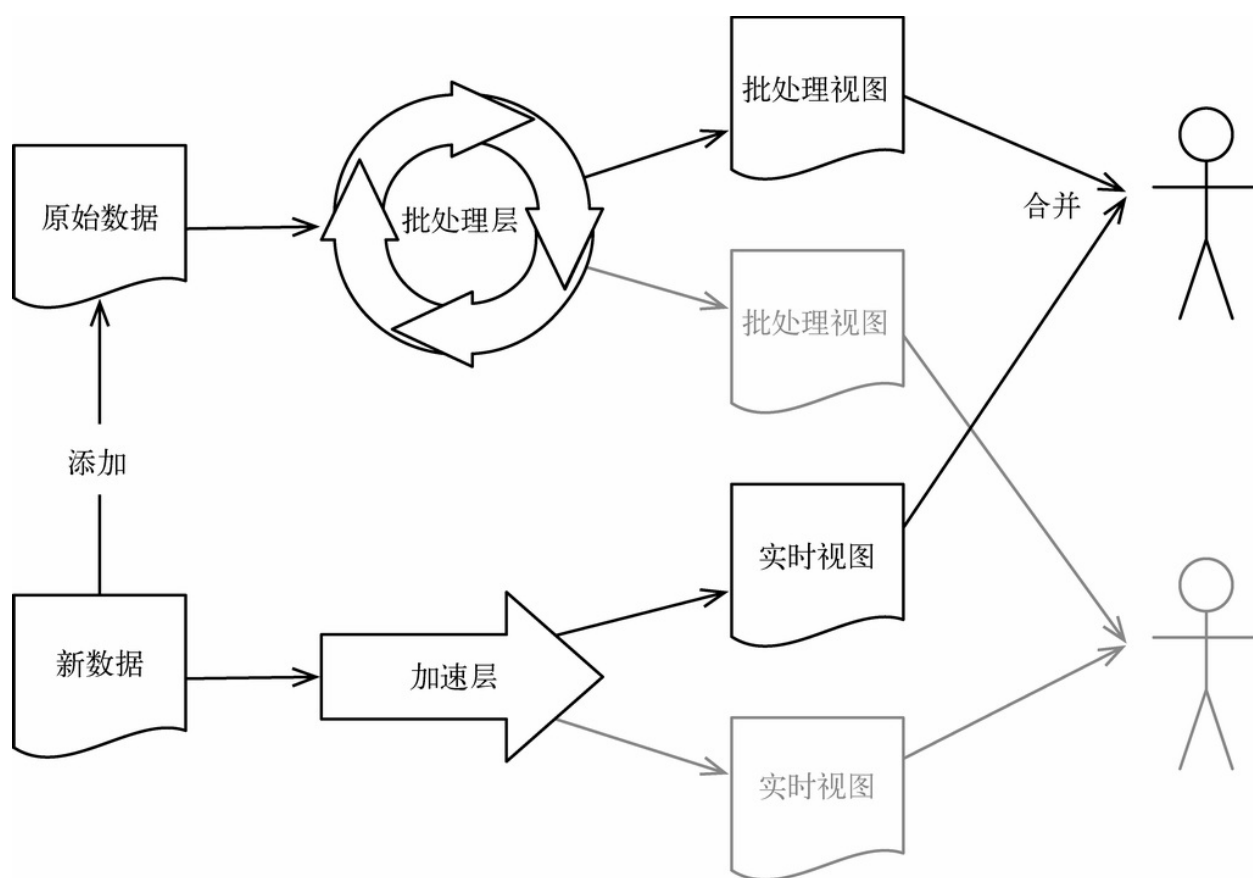 批处理视图
原始数据
批处理层
合并
批处理视图
添加
实时视图
新数据
加速层
实时视图